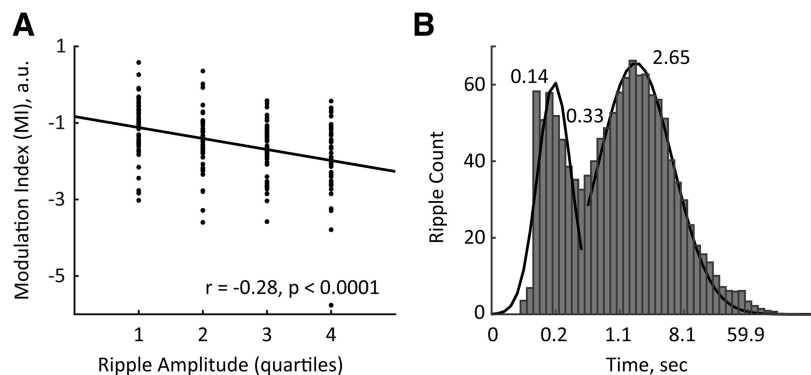 A
1
-1
-3
-5
Modulation Index (MI), a.u.
r = -0.28, p < 0.0001
1 2 3 4
Ripple Amplitude (quartiles)
B
60
40
20
0
Ripple Count
0.14
0.33
2.65
0 0.2 1.1 8.1 59.9
Time, sec